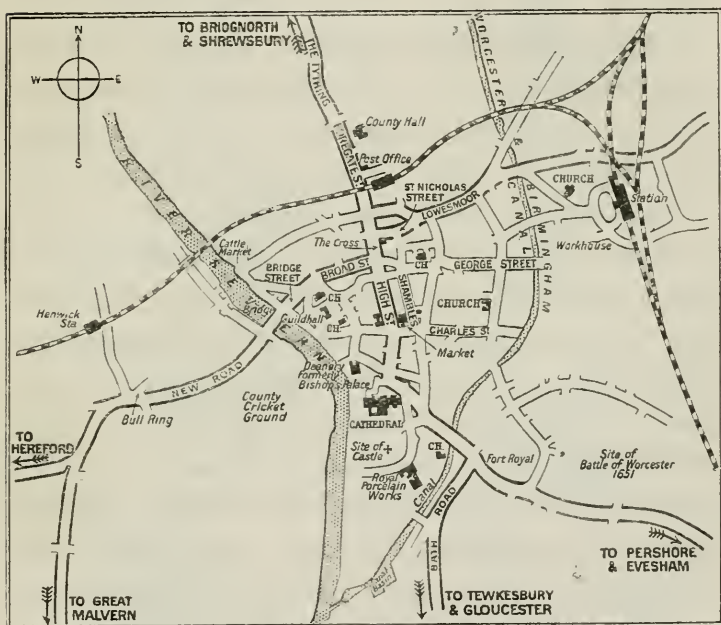 TO BRIDGNORTH
& SHREWSBURY
N
W
E
S
THE TYTHING
WORCESTER & BIRMINGHAM
CANAL
County Hall
FOREGATE ST.
Post Office
ST NICHOLAS
STREET
LOWESMOOR
CHURCH
Station
Workhouse
RIVER SEVERN
Cattle
Market
The Cross
BRIDGE
STREET
BROAD ST.
CH.
GEORGE STREET
SHAMBLES
HIGH ST.
CHURCH
CH.
Bridge
Guildhall
CH.
CHARLES ST.
Market
Henwick
Sta.
NEW ROAD
Bull Ring
County
Cricket
Ground
Deanery
Formerly
Bishop's Palace
CATHEDRAL
Site of
Castle
CH.
Royal
Porcelain
Works
Canal
Fort Royal
Site of
Battle of Worcester
1651
BATH ROAD
Canal
Basin
TO
HEREFORD
TO GREAT
MALVERN
TO TEWKESBURY
& GLOUCESTER
TO PERSHORE
& EVESHAM